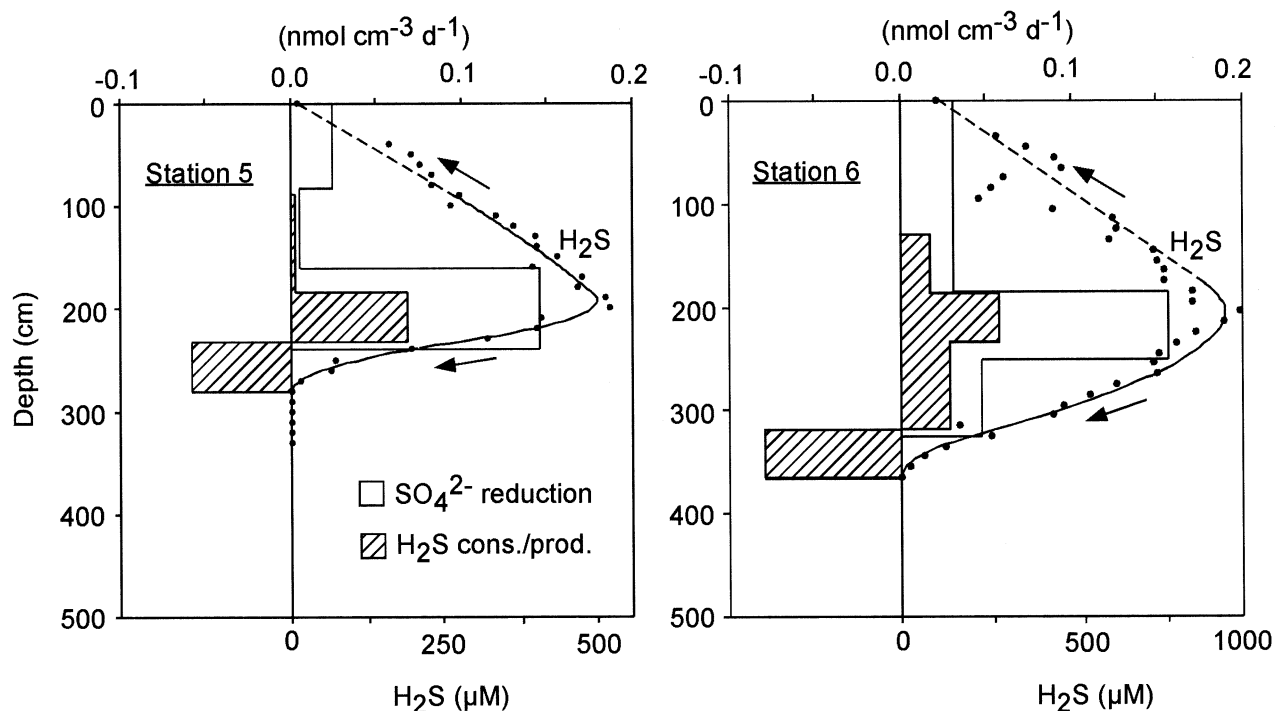 (nmol cm⁻³ d⁻¹)
-0.1 0.0 0.1 0.2
0
100
200
300
400
500
Depth (cm)
Station 5
H₂S
SO₄²⁻ reduction
H₂S cons./prod.
0 250 500
H₂S (µM)
(nmol cm⁻³ d⁻¹)
-0.1 0.0 0.1 0.2
0
100
200
300
400
500
Station 6
H₂S
0 500 1000
H₂S (µM)